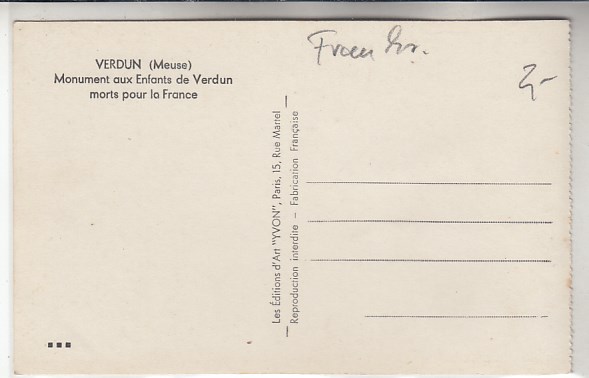 VERDUN (Meuse)
Monument aux Enfants de Verdun
morts pour la France
2,-
Les Éditions d'Art "YVON", Paris, 15, Rue Martel
Reproduction interdite — Fabrication Française